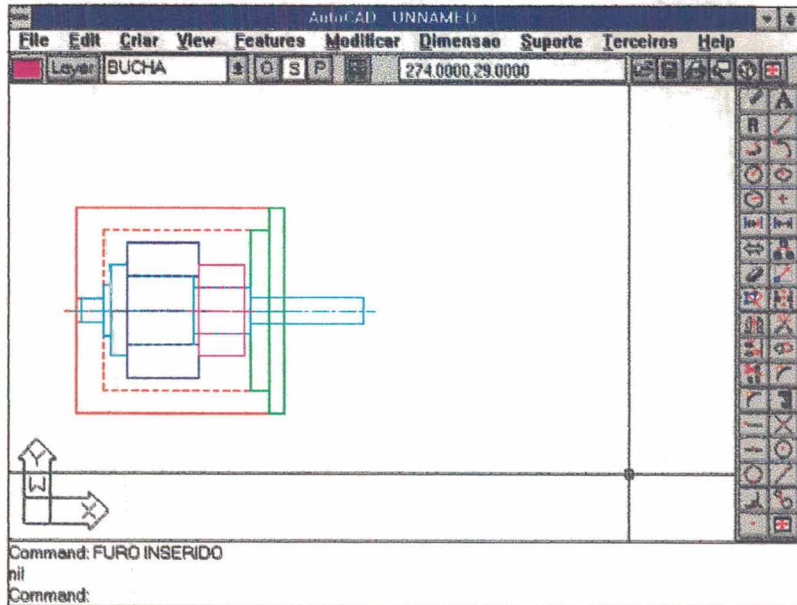 AutoCAD - UNNAMED
File Edit Criar View Features Modificar Dimensao Suporte Terceiros Help
Layer BUCHA O S P 274.0000,29.0000
A
R
Y
W
X
Command: FURO INSERIDO
nil
Command: